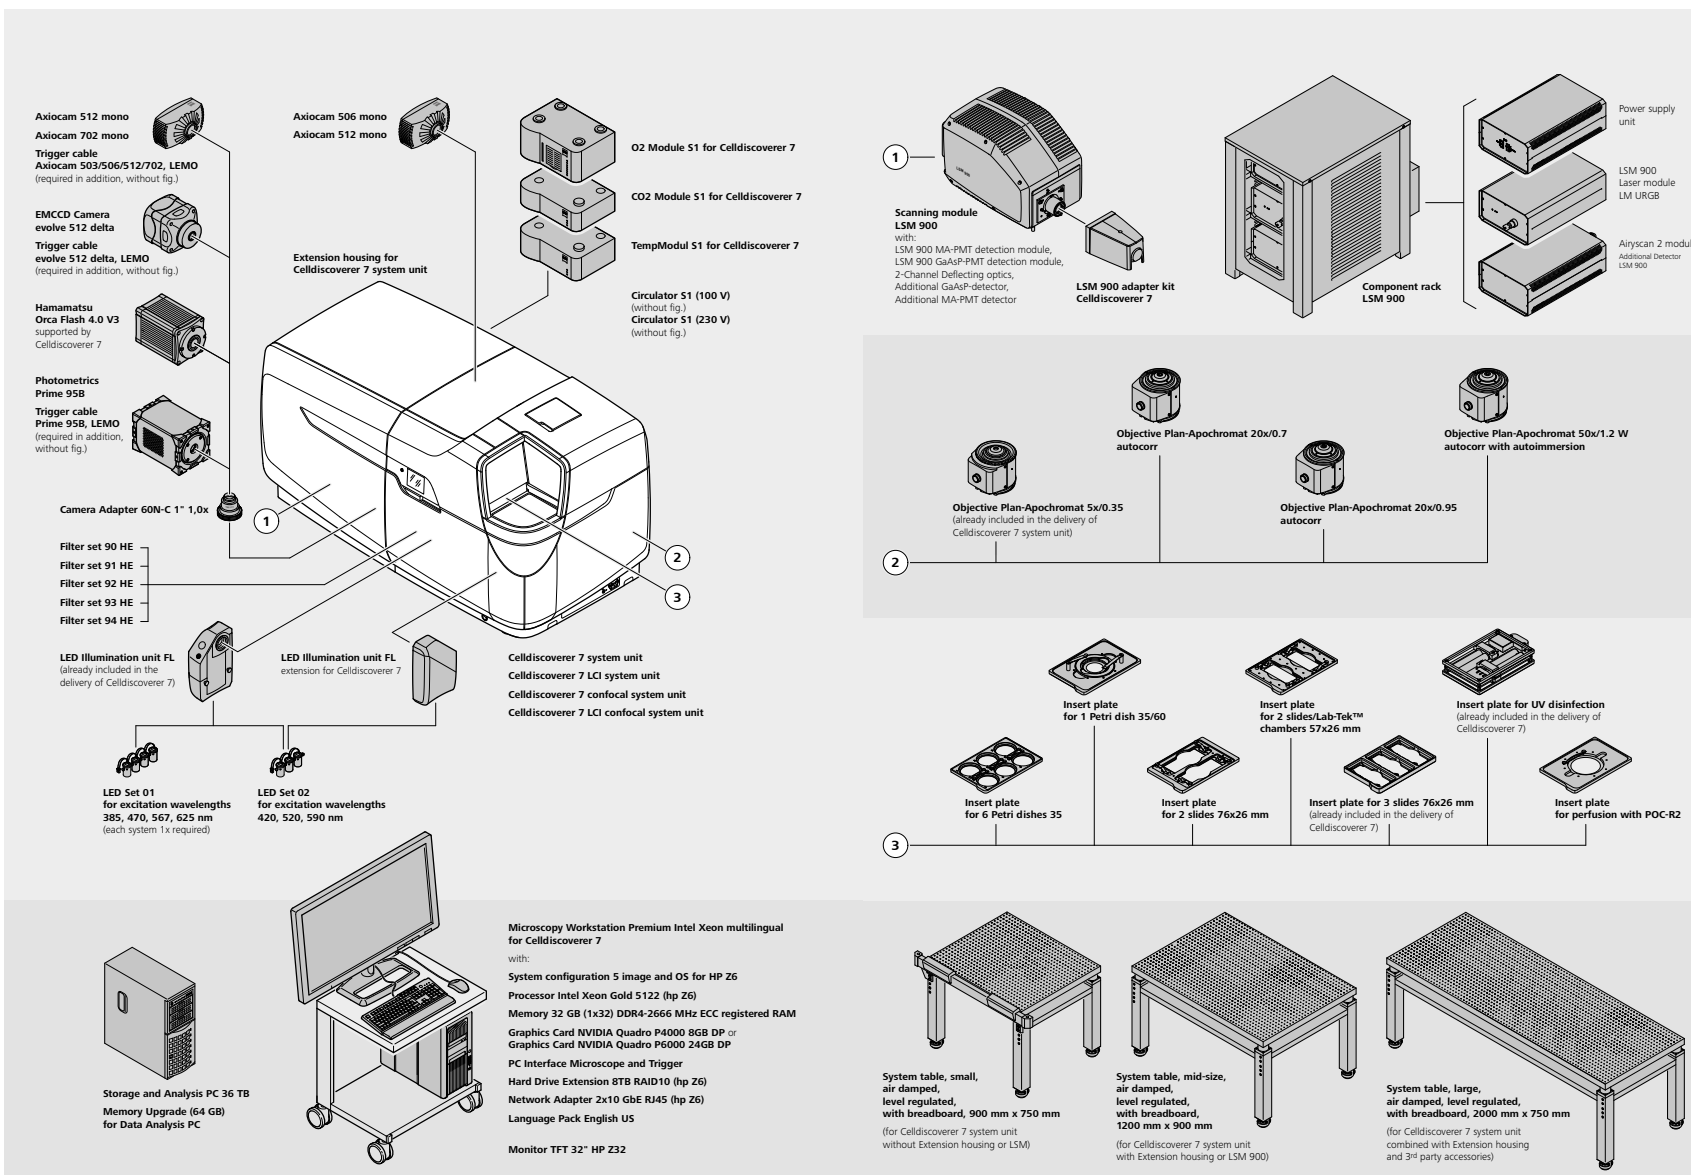 Axiocam 512 mono
Axiocam 702 mono
Trigger cable
Axiocam 503/506/512/702, LEMO
(required in addition, without fig.)
EMCCD Camera
evolve 512 delta
Trigger cable
evolve 512 delta, LEMO
(required in addition, without fig.)
Hamamatsu
Orca Flash 4.0 V3
supported by
Celldiscoverer 7
Photometrics
Prime 95B
Trigger cable
Prime 95B, LEMO
(required in addition,
without fig.)
Camera Adapter 60N-C 1" 1,0x
Filter set 90 HE
Filter set 91 HE
Filter set 92 HE
Filter set 93 HE
Filter set 94 HE
LED Illumination unit FL
(already included in the
delivery of Celldiscoverer 7)
LED Illumination unit FL
extension for Celldiscoverer 7
LED Set 01
for excitation wavelengths
385, 470, 567, 625 nm
(each system 1x required)
LED Set 02
for excitation wavelengths
420, 520, 590 nm
Axiocam 506 mono
Axiocam 512 mono
Extension housing for
Celldiscoverer 7 system unit
O2 Module S1 for Celldiscoverer 7
CO2 Module S1 for Celldiscoverer 7
TempModul S1 for Celldiscoverer 7
Circulator S1 (100 V)
(without fig.)
Circulator S1 (230 V)
(without fig.)
1
2
3
Celldiscoverer 7 system unit
Celldiscoverer 7 LCI system unit
Celldiscoverer 7 confocal system unit
Celldiscoverer 7 LCI confocal system unit
1
LSM 900
Scanning module
LSM 900
with:
LSM 900 MA-PMT detection module,
LSM 900 GaAsP-PMT detection module,
2-Channel Deflecting optics,
Additional GaAsP-detector,
Additional MA-PMT detector
LSM 900 adapter kit
Celldiscoverer 7
Component rack
LSM 900
Power supply
unit
LSM 900
Laser module
LM URGB
Airyscan 2 modul
Additional Detector
LSM 900
Objective Plan-Apochromat 5x/0.35
(already included in the delivery of
Celldiscoverer 7 system unit)
Objective Plan-Apochromat 20x/0.7
autocorr
Objective Plan-Apochromat 20x/0.95
autocorr
Objective Plan-Apochromat 50x/1.2 W
autocorr with autoimmersion
2
Insert plate
for 1 Petri dish 35/60
Insert plate
for 2 slides/Lab-Tek™
chambers 57x26 mm
Insert plate for UV disinfection
(already included in the delivery of
Celldiscoverer 7)
Insert plate
for 6 Petri dishes 35
Insert plate
for 2 slides 76x26 mm
Insert plate for 3 slides 76x26 mm
(already included in the delivery of
Celldiscoverer 7)
Insert plate
for perfusion with POC-R2
3
Storage and Analysis PC 36 TB
Memory Upgrade (64 GB)
for Data Analysis PC
Microscopy Workstation Premium Intel Xeon multilingual
for Celldiscoverer 7
with:
System configuration 5 image and OS for HP Z6
Processor Intel Xeon Gold 5122 (hp Z6)
Memory 32 GB (1x32) DDR4-2666 MHz ECC registered RAM
Graphics Card NVIDIA Quadro P4000 8GB DP or
Graphics Card NVIDIA Quadro P6000 24GB DP
PC Interface Microscope and Trigger
Hard Drive Extension 8TB RAID10 (hp Z6)
Network Adapter 2x10 GbE RJ45 (hp Z6)
Language Pack English US
Monitor TFT 32" HP Z32
System table, small,
air damped,
level regulated,
with breadboard, 900 mm x 750 mm
(for Celldiscoverer 7 system unit
without Extension housing or LSM)
System table, mid-size,
air damped,
level regulated,
with breadboard,
1200 mm x 900 mm
(for Celldiscoverer 7 system unit
with Extension housing or LSM 900)
System table, large,
air damped, level regulated,
with breadboard, 2000 mm x 750 mm
(for Celldiscoverer 7 system unit
combined with Extension housing
and 3rd party accessories)